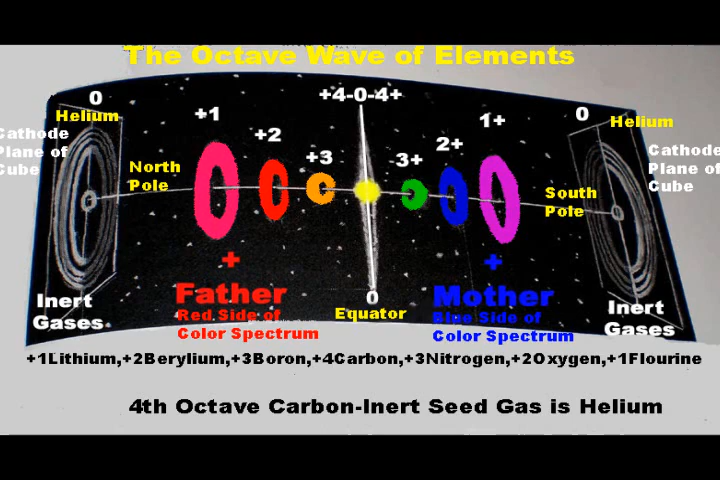 The Octave Wave of Elements
0
Helium
Cathode
Plane of
Cube
+1
+2
+3
+4-0-4+
3+
2+
1+
0
Helium
Cathode
Plane of
Cube
North
Pole
South
Pole
+
Father
Red Side of
Color Spectrum
0
Equator
+
Mother
Blue Side of
Color Spectrum
Inert
Gases
Inert
Gases
+1Lithium,+2Berylium,+3Boron,+4Carbon,+3Nitrogen,+2Oxygen,+1Flourine
4th Octave Carbon-Inert Seed Gas is Helium